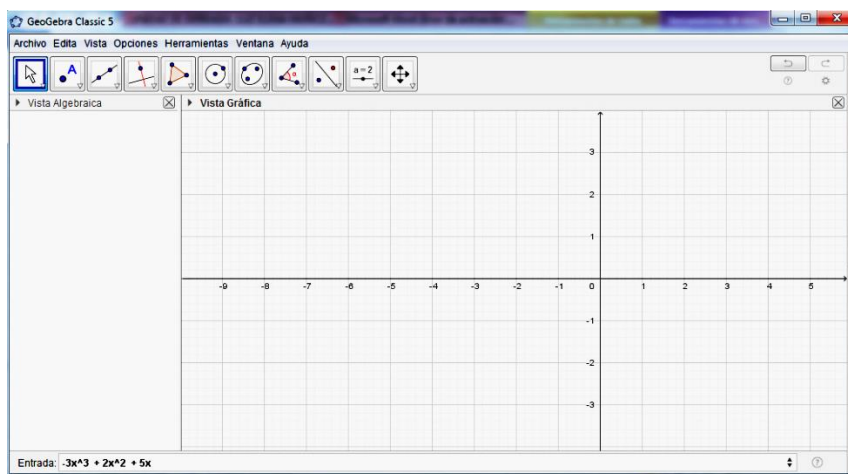 GeoGebra Classic 5
Archivo Edita Vista Opciones Herramientas Ventana Ayuda
A
a=2
Vista Algebraica
Vista Gráfica
3
2
1
-9 -8 -7 -6 -5 -4 -3 -2 -1 0 1 2 3 4 5
-1
-2
-3
Entrada: -3x^3 + 2x^2 + 5x